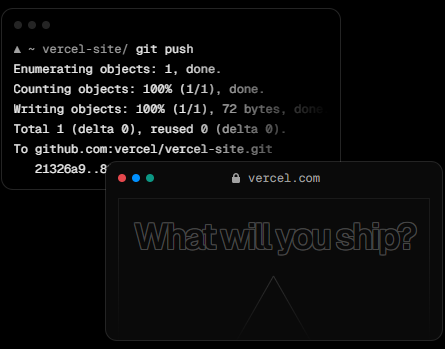 ▲ ~ vercel-site/ git push
Enumerating objects: 1, done.
Counting objects: 100% (1/1), done.
Writing objects: 100% (1/1), 72 bytes, done
Total 1 (delta 0), reused 0 (delta 0).
To github.com:vercel/vercel-site.git
21326a9..8
vercel.com
What will you ship?